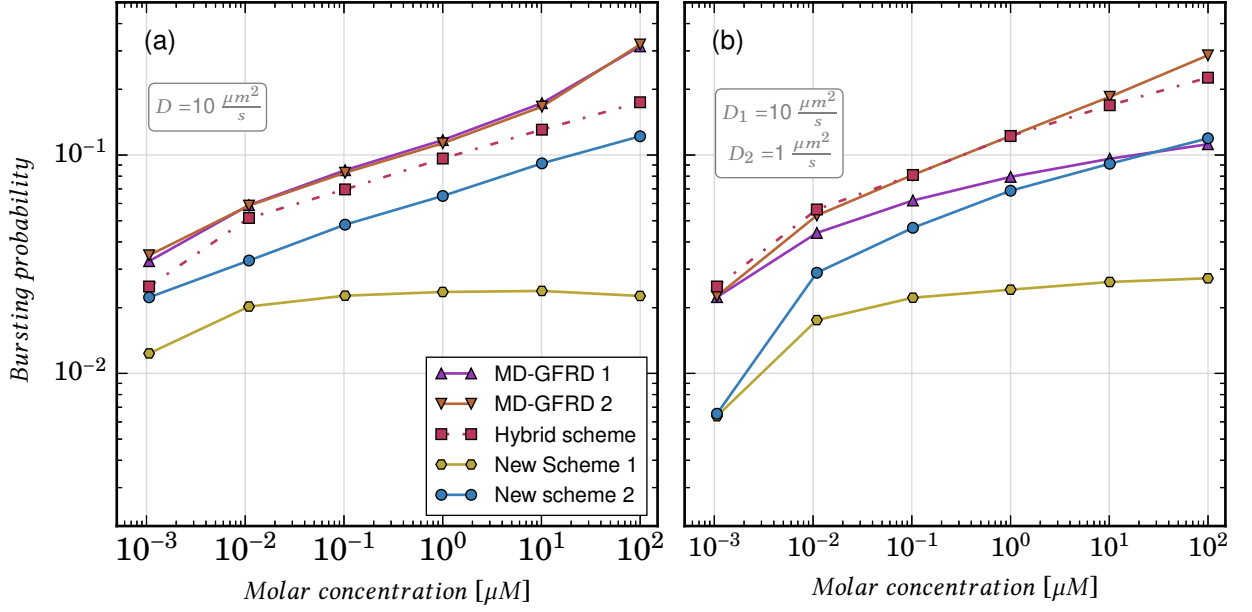 (a)
D =10 μm²/s
Bursting probability
10⁻¹
10⁻²
MD-GFRD 1
MD-GFRD 2
Hybrid scheme
New Scheme 1
New scheme 2
10⁻³ 10⁻² 10⁻¹ 10⁰ 10¹ 10²
Molar concentration [μM]
(b)
D₁ =10 μm²/s
D₂ =1 μm²/s
10⁻³ 10⁻² 10⁻¹ 10⁰ 10¹ 10²
Molar concentration [μM]